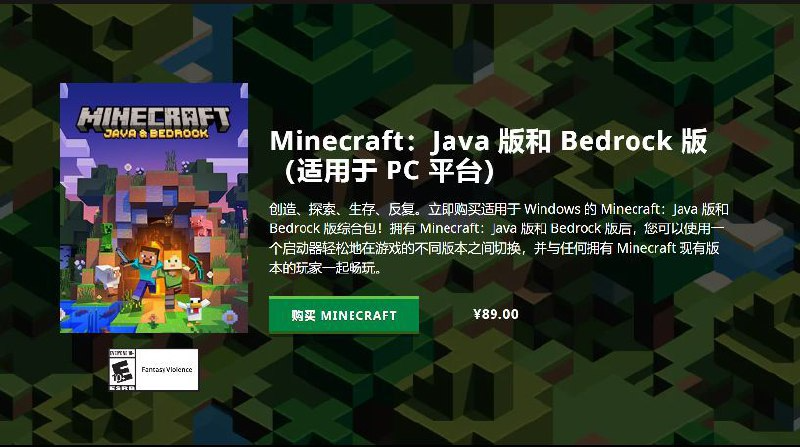 MINECRAFT
JAVA & BEDROCK
Minecraft：Java 版和 Bedrock 版
（适用于 PC 平台）
创造、探索、生存、反复。立即购买适用于 Windows 的 Minecraft：Java 版和
Bedrock 版综合包！拥有 Minecraft：Java 版和 Bedrock 版后，您可以使用一
个启动器轻松地在游戏的不同版本之间切换，并与任何拥有 Minecraft 现有版
本的玩家一起畅玩。
购买 MINECRAFT
¥89.00
EVERYONE 10+
E
10+
ESRB
Fantasy Violence